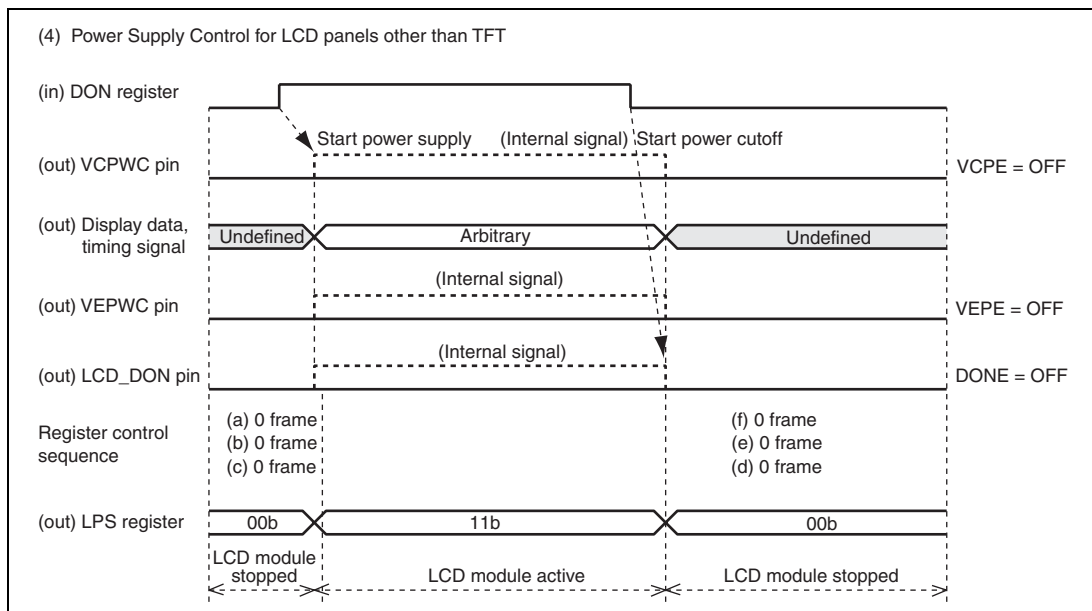 (4) Power Supply Control for LCD panels other than TFT
(in) DON register
Start power supply (Internal signal) Start power cutoff
(out) VCPWC pin VCPE = OFF
(out) Display data,
timing signal
Undefined Arbitrary Undefined
(Internal signal)
(out) VEPWC pin VEPE = OFF
(Internal signal)
(out) LCD_DON pin DONE = OFF
Register control
sequence
(a) 0 frame
(b) 0 frame
(c) 0 frame
(f) 0 frame
(e) 0 frame
(d) 0 frame
(out) LPS register 00b 11b 00b
LCD module
stopped
LCD module active
LCD module stopped